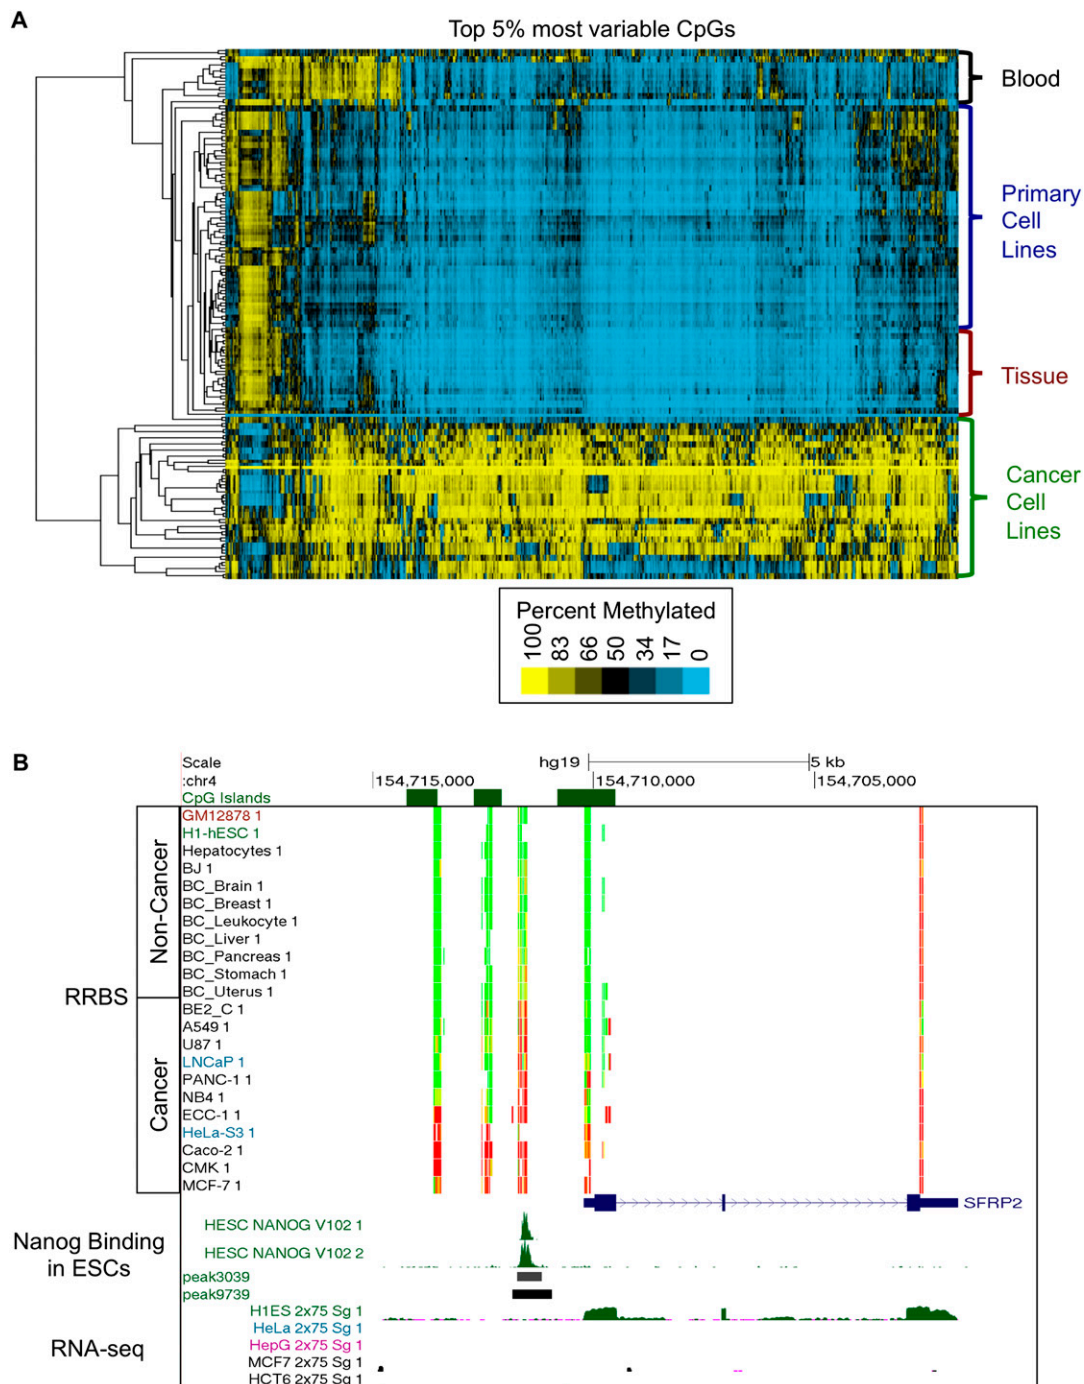 A
Top 5% most variable CpGs
Blood
Primary
Cell
Lines
Tissue
Cancer
Cell
Lines
Percent Methylated
100 83 66 50 34 17 0
B
Scale hg19 5 kb
:chr4 154,715,000 154,710,000 154,705,000
CpG Islands
RRBS
Non-Cancer
GM12878 1
H1-hESC 1
Hepatocytes 1
BJ 1
BC_Brain 1
BC_Breast 1
BC_Leukocyte 1
BC_Liver 1
BC_Pancreas 1
BC_Stomach 1
BC_Uterus 1
Cancer
BE2_C 1
A549 1
U87 1
LNCaP 1
PANC-1 1
NB4 1
ECC-1 1
HeLa-S3 1
Caco-2 1
CMK 1
MCF-7 1
SFRP2
Nanog Binding
in ESCs
HESC NANOG V102 1
HESC NANOG V102 2
peak3039
peak9739
RNA-seq
H1ES 2x75 Sg 1
HeLa 2x75 Sg 1
HepG 2x75 Sg 1
MCF7 2x75 Sg 1
HCT6 2x75 Sg 1